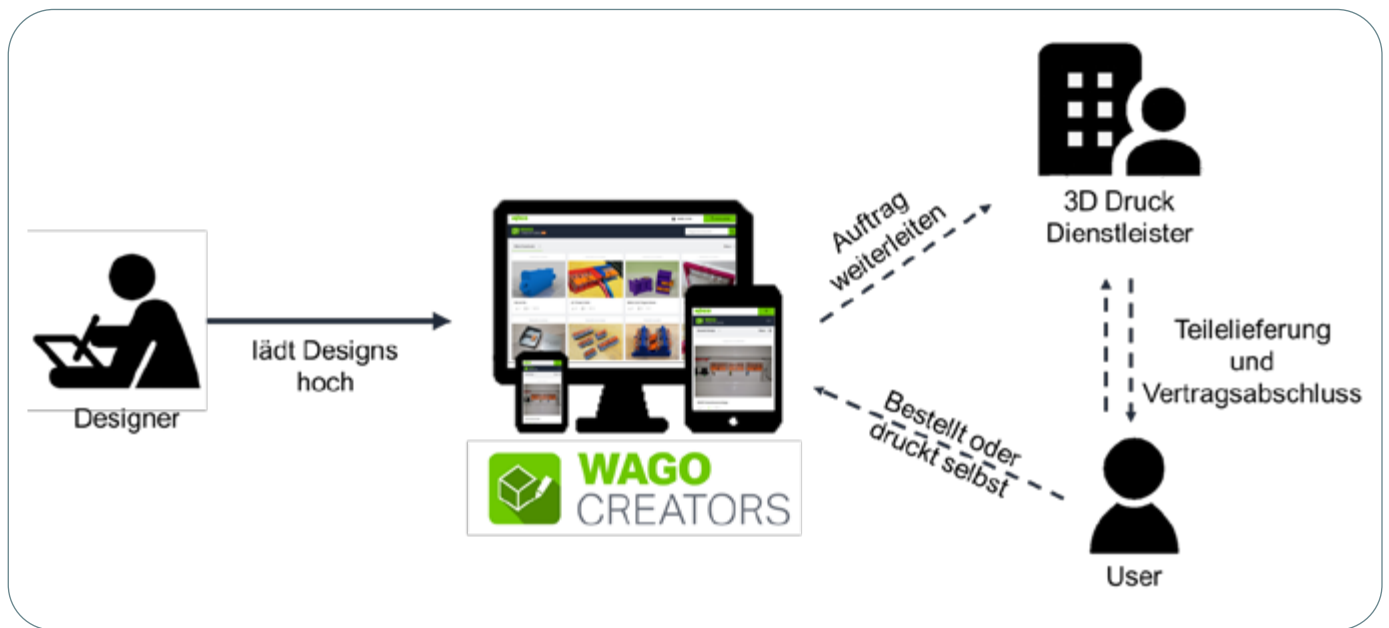 Designer
lädt Designs
hoch
WAGO
CREATORS
Auftrag
weiterleiten
3D Druck
Dienstleister
Teilelieferung
und
Vertragsabschluss
Bestellt oder
druckt selbst
User